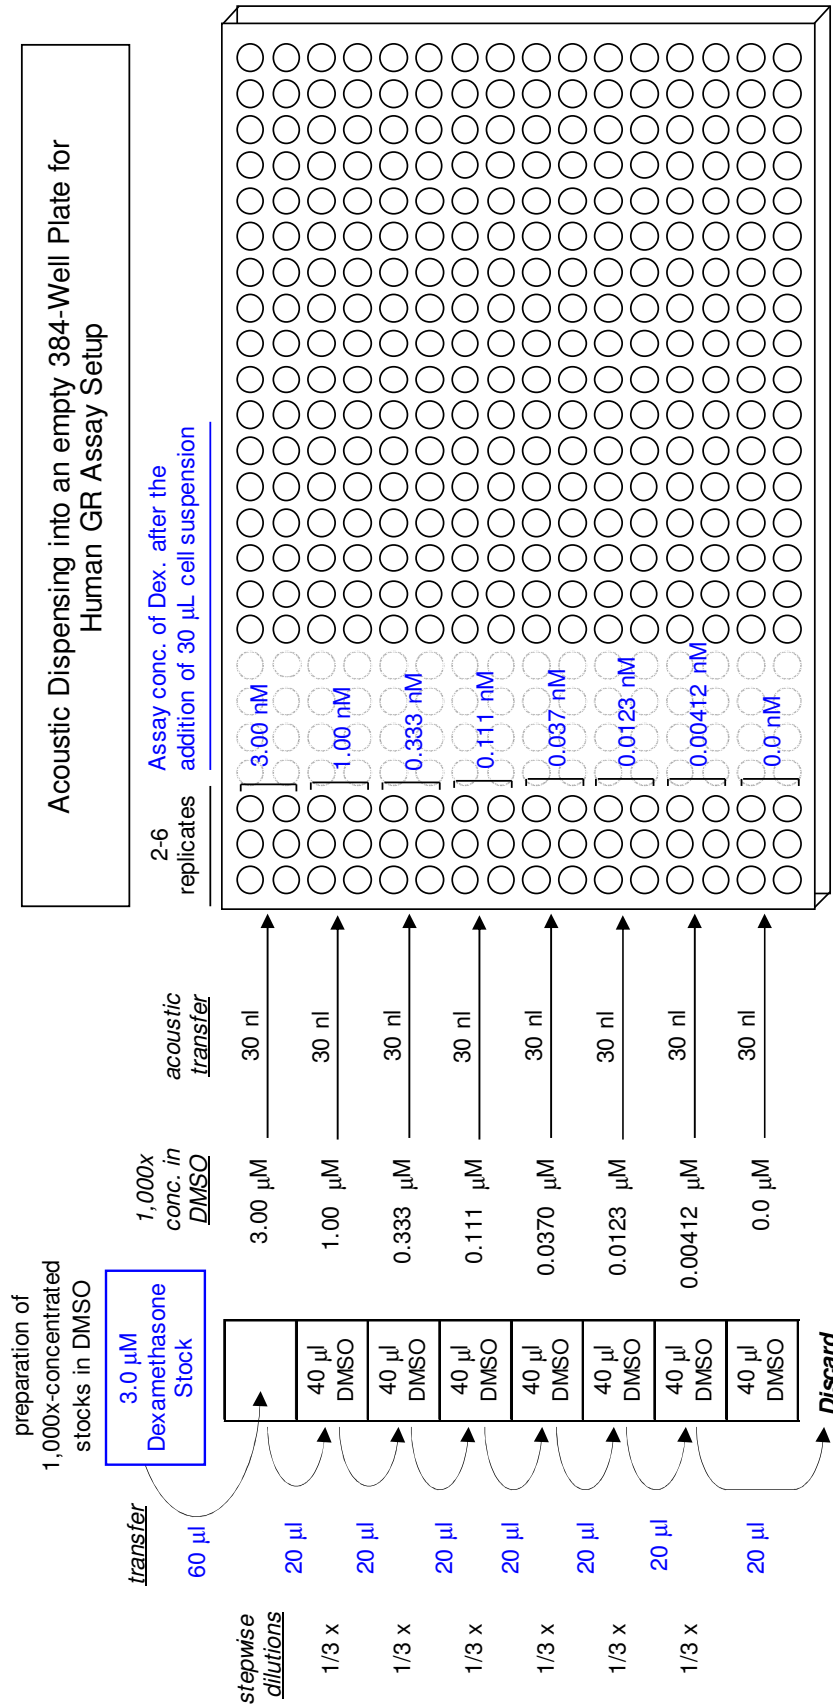 Acoustic Dispensing into an empty 384-Well Plate for
Human GR Assay Setup
preparation of
1,000x-concentrated
stocks in DMSO
3.0 µM
Dexamethasone
Stock
stepwise
dilutions
transfer
1,000x
conc. in
DMSO
acoustic
transfer
2-6
replicates
Assay conc. of Dex. after the
addition of 30 µL cell suspension
60 µl
3.00 µM
30 nl
3.00 nM
1/3 x
20 µl
40 µl
DMSO
1.00 µM
30 nl
1.00 nM
1/3 x
20 µl
40 µl
DMSO
0.333 µM
30 nl
0.333 nM
1/3 x
20 µl
40 µl
DMSO
0.111 µM
30 nl
0.111 nM
1/3 x
20 µl
40 µl
DMSO
0.0370 µM
30 nl
0.037 nM
1/3 x
20 µl
40 µl
DMSO
0.0123 µM
30 nl
0.0123 nM
1/3 x
20 µl
40 µl
DMSO
0.00412 µM
30 nl
0.00412 nM
20 µl
40 µl
DMSO
0.0 µM
30 nl
0.0 nM
Discard